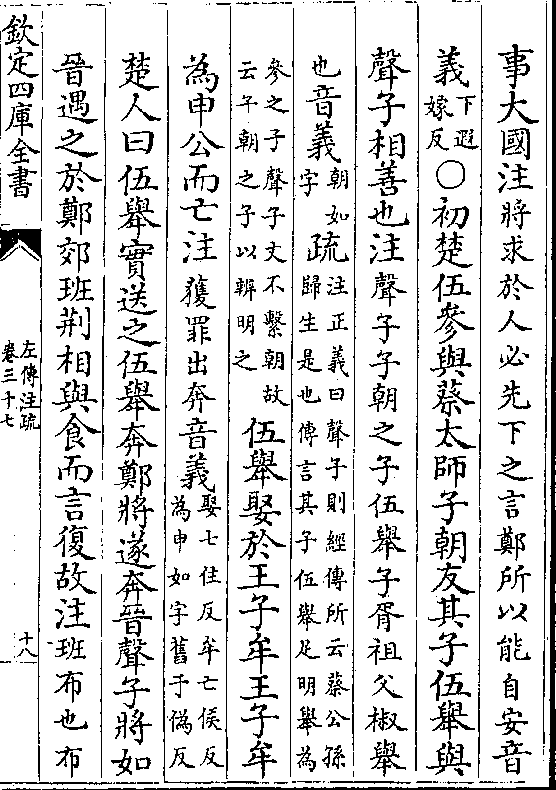 事大國注將求於人必先下之言鄭所以能自安音
義下遐嫁反○初楚伍參與蔡太師子朝友其子伍舉與
聲子相善也注聲子子朝之子伍舉子胥祖父椒舉
也音義朝如字疏注正義曰聲子則經傳所云蔡公孫歸生是也傳言其子伍舉足明舉為
參之子聲子文不繫朝故云午朝之子以辨明之伍舉娶於王子牟王子牟
為申公而亡注獲罪出奔音義娶七住反牟亡侯反為申如字舊于偽反
楚人曰伍舉實送之伍舉奔鄭將遂奔晉聲子將如
晉遇之於鄭郊班荆相與食而言復故注班布也布
欽定四庫全書
左傳注疏
卷三十七
十八